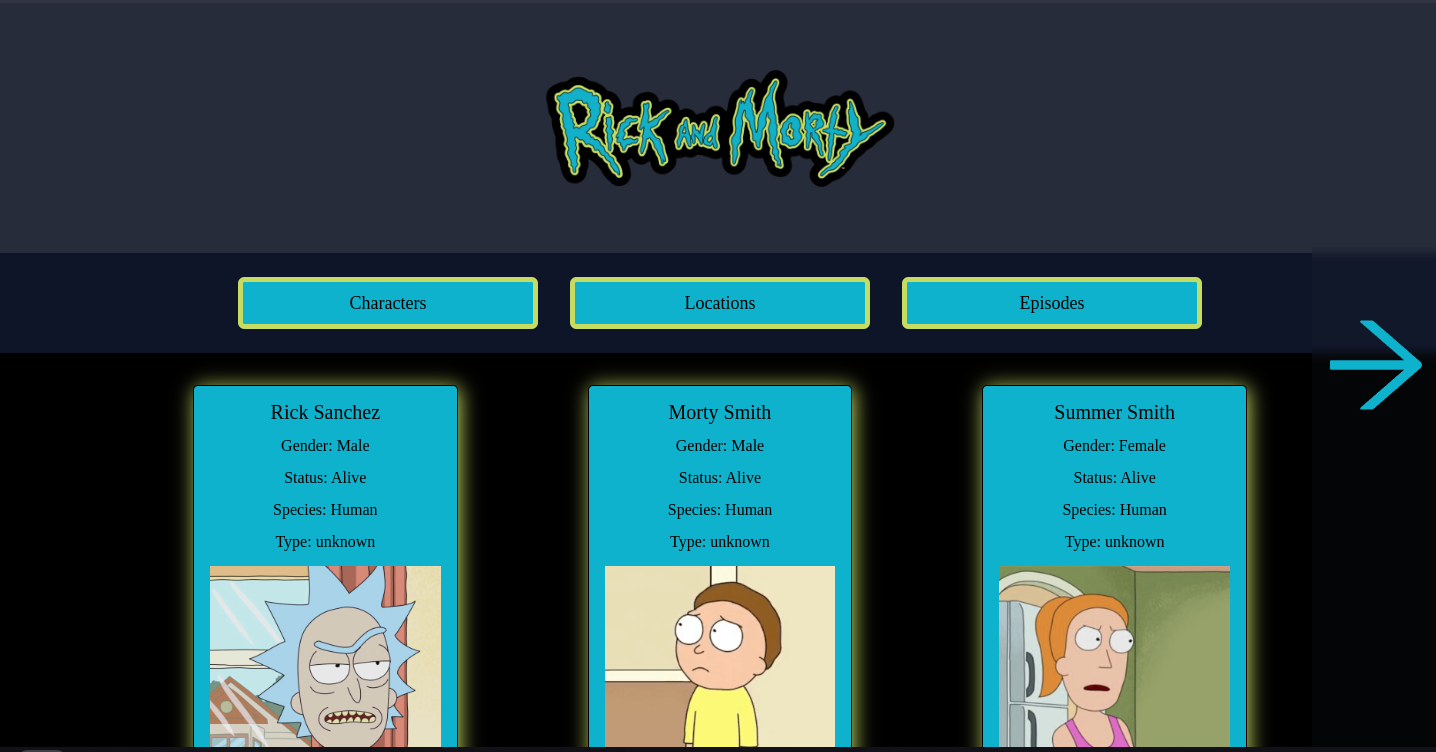 Rick and Morty
Characters
Locations
Episodes
Rick Sanchez
Gender: Male
Status: Alive
Species: Human
Type: unknown
Morty Smith
Gender: Male
Status: Alive
Species: Human
Type: unknown
Summer Smith
Gender: Female
Status: Alive
Species: Human
Type: unknown